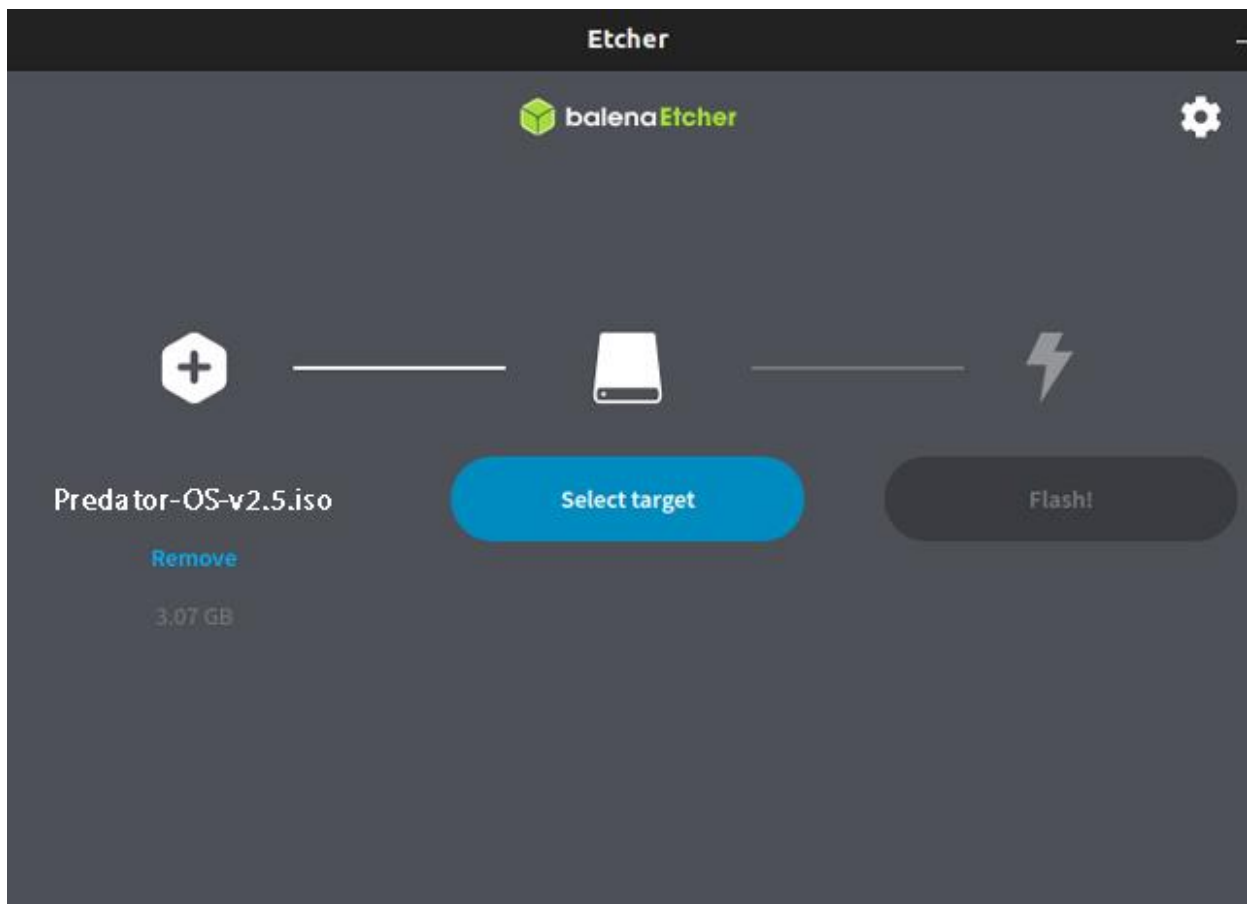 Etcher
balenaEtcher
Predator-OS-v2.5.iso
Select target
Flash!
Remove
3.07 GB